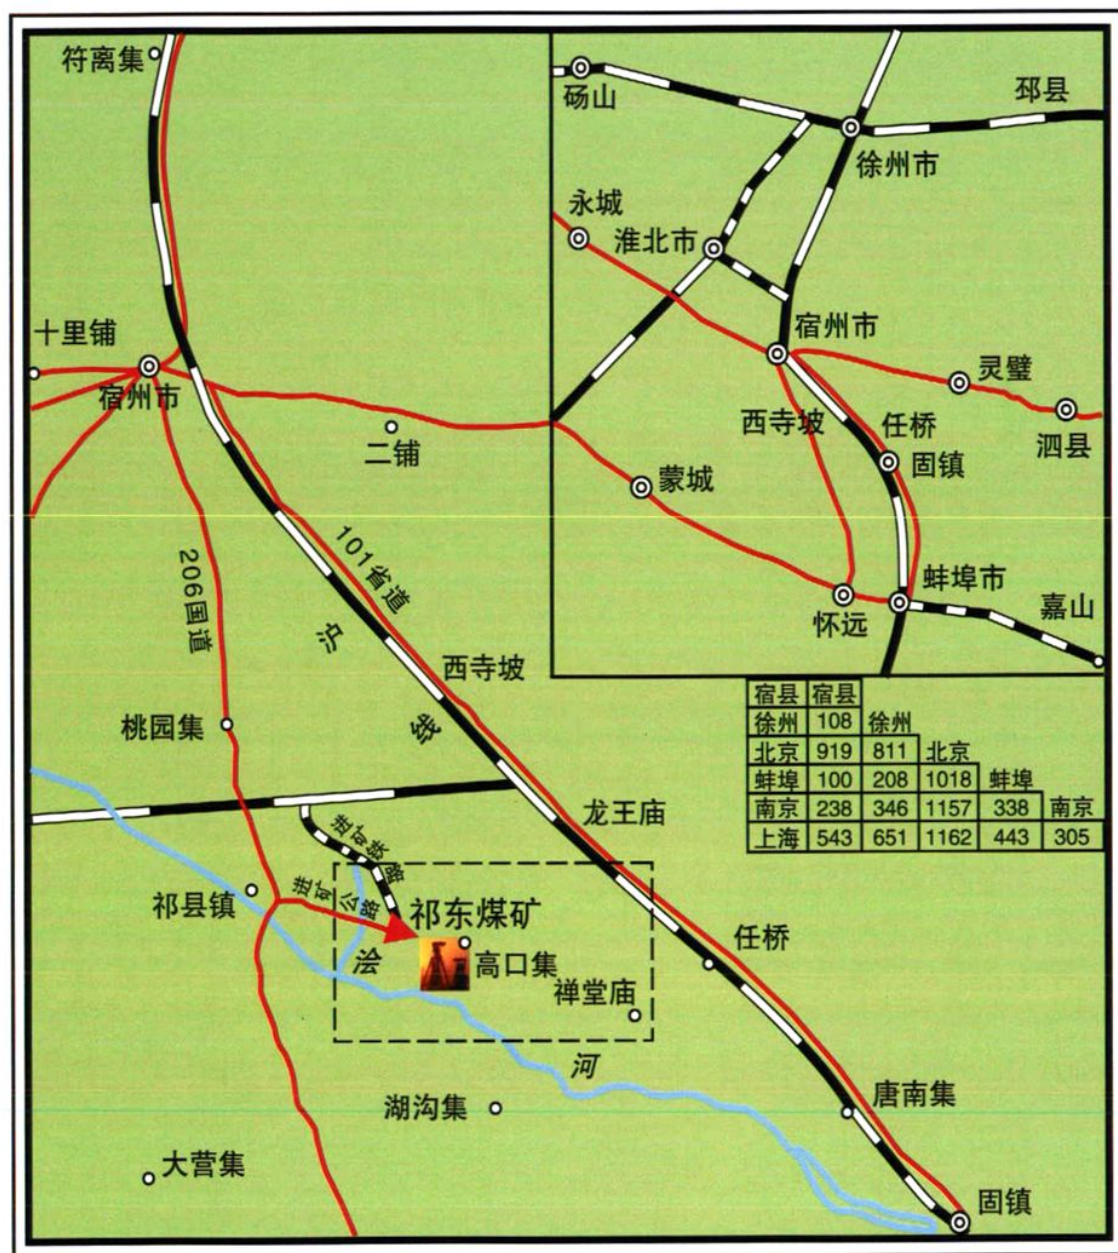 符离集
砀山
邳县
徐州市
永城
淮北市
十里铺
宿州市
宿州市
灵璧
西寺坡
任桥
泗县
二铺
固镇
蒙城
101省道
206国道
蚌埠市
嘉山
怀远
沪
线
西寺坡
桃园集
宿县 宿县
徐州 108 徐州
北京 919 811 北京
蚌埠 100 208 1018 蚌埠
南京 238 346 1157 338 南京
上海 543 651 1162 443 305
龙王庙
进矿铁路
祁县镇
进矿公路
祁东煤矿
任桥
浍
高口集
禅堂庙
河
湖沟集
唐南集
大营集
固镇